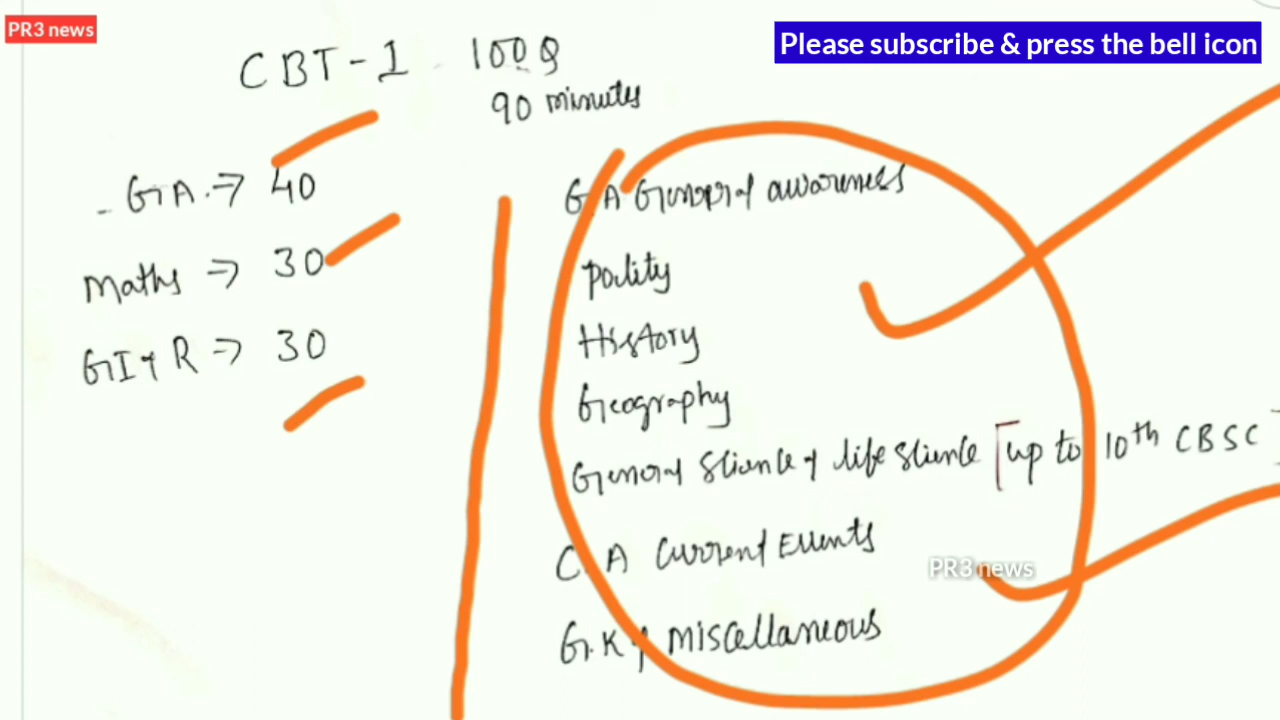 PR3 news
Please subscribe & press the bell icon
CBT-1 100Q
90 minutes
GA → 40
Maths → 30
GI & R → 30
GA General awareness
Polity
History
Geography
General Science & life Science [up to 10th CBSC]
C.A Current Events
PR3 news
G.K & Miscellaneous